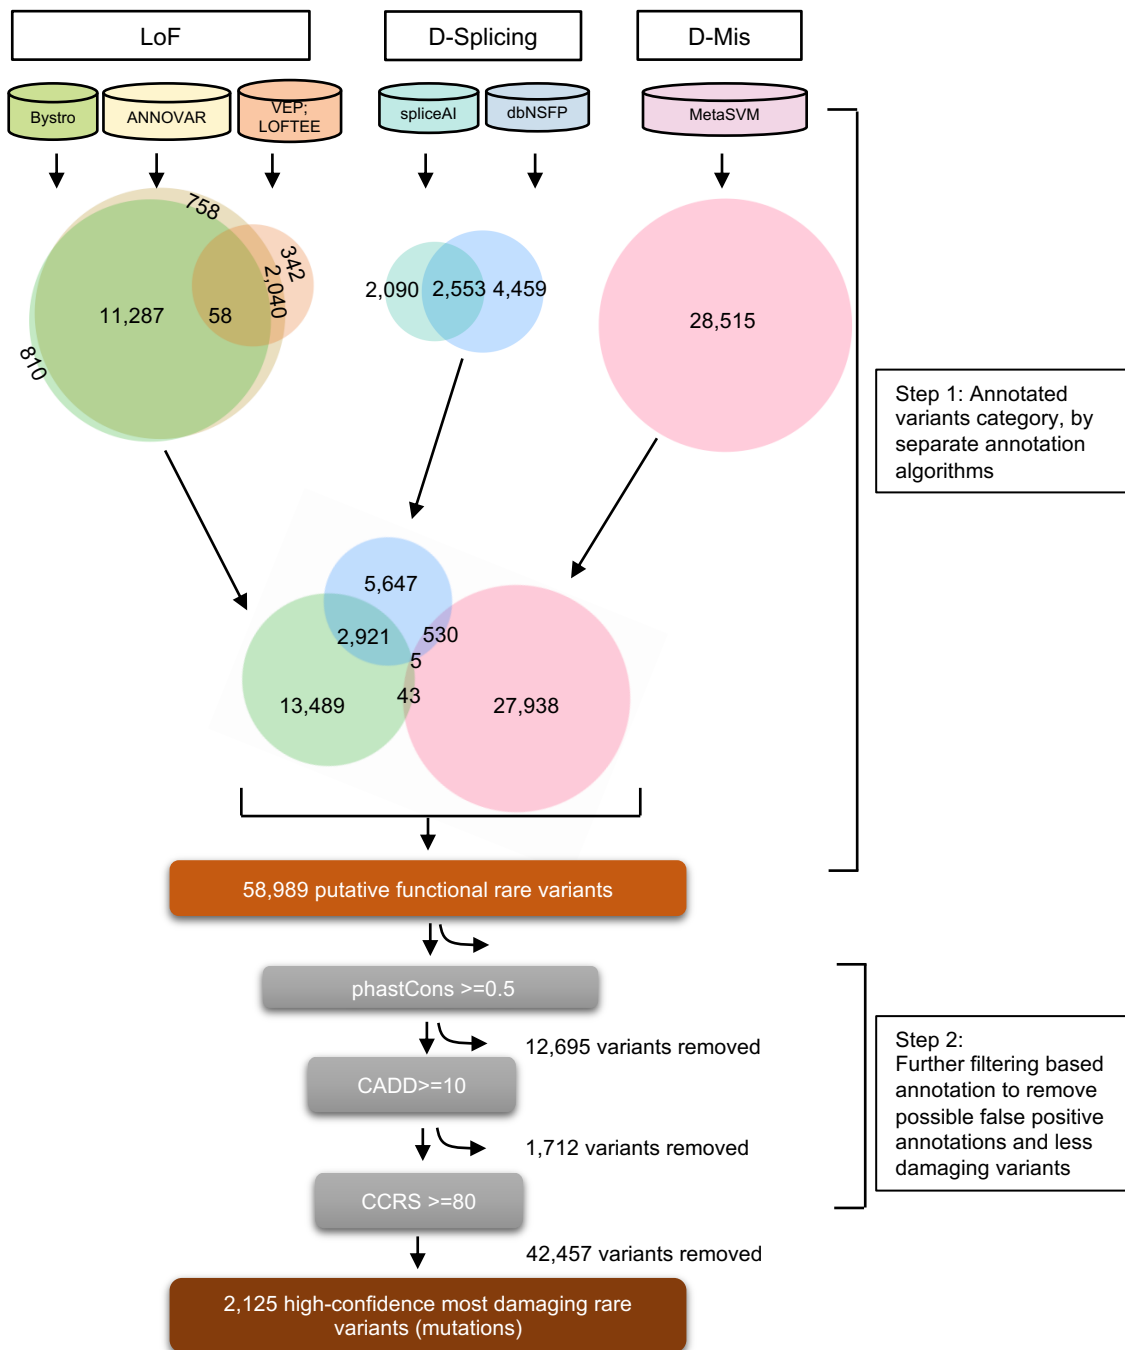 LoF
D-Splicing
D-Mis
Bystro
ANNOVAR
VEP;
LOFTEE
spliceAI
dbNSFP
MetaSVM
758
342
2,040
11,287
58
810
2,090
2,553
4,459
28,515
Step 1: Annotated
variants category, by
separate annotation
algorithms
5,647
2,921
530
5
43
13,489
27,938
58,989 putative functional rare variants
phastCons >=0.5
12,695 variants removed
CADD>=10
1,712 variants removed
CCRS >=80
42,457 variants removed
Step 2:
Further filtering based
annotation to remove
possible false positive
annotations and less
damaging variants
2,125 high-confidence most damaging rare
variants (mutations)